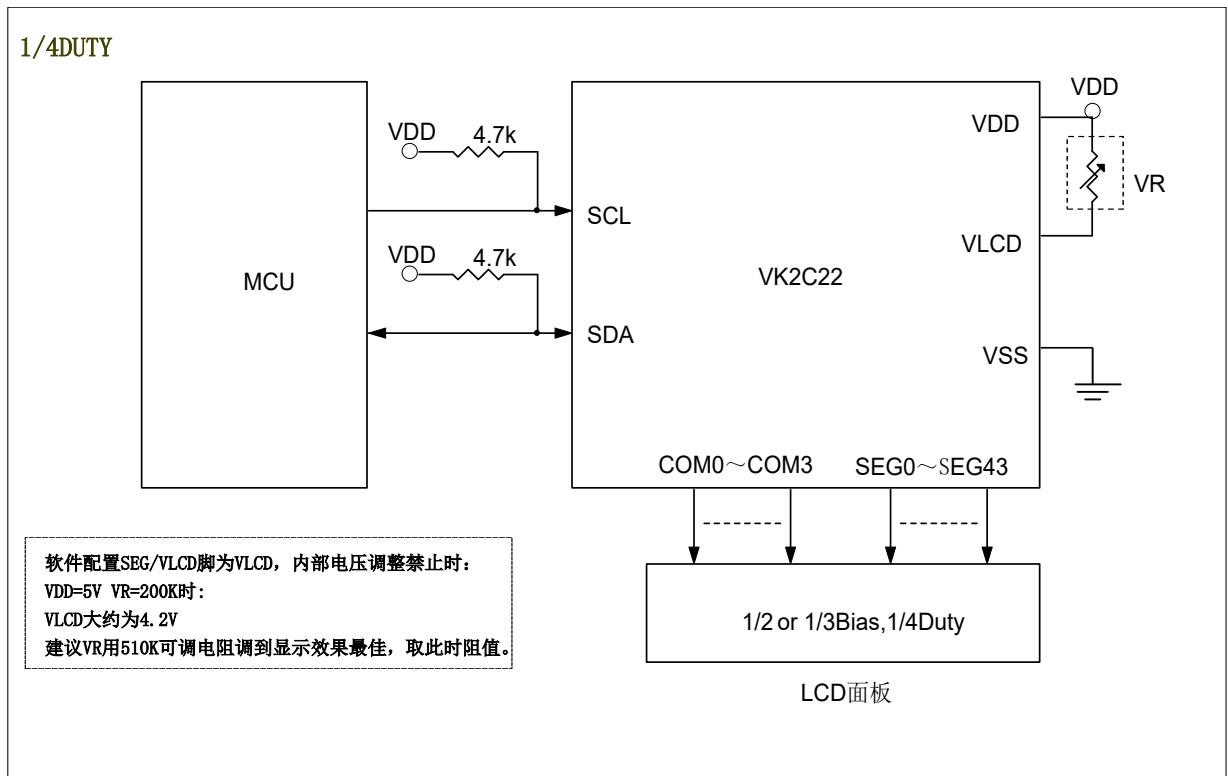 1/4DUTY
VDD
VDD 4.7k
VDD
VR
SCL
VDD 4.7k
VLCD
MCU
VK2C22
SDA
VSS
COM0～COM3 SEG0～SEG43
软件配置SEG/VLCD脚为VLCD，内部电压调整禁止时：
VDD=5V VR=200K时：
VLCD大约为4.2V
建议VR用510K可调电阻调到显示效果最佳，取此时阻值。
1/2 or 1/3Bias,1/4Duty
LCD面板